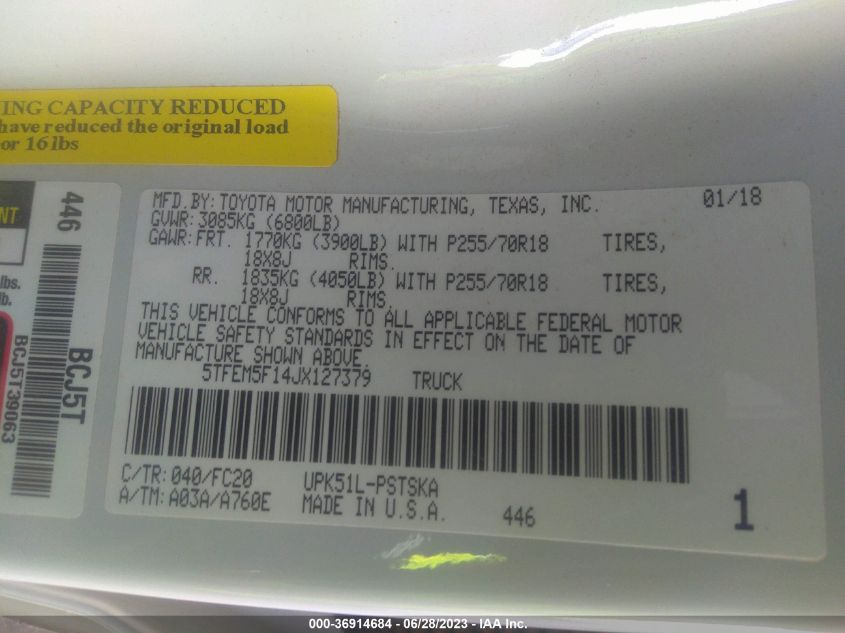 ING CAPACITY REDUCED
have reduced the original load
or 16lbs
NT
lbs.
lb.
446
BCJ5T
BCJ5T39063
MFD.BY: TOYOTA MOTOR MANUFACTURING, TEXAS, INC. 01/18
GVWR: 3085KG (6800LB)
GAWR: FRT. 1770KG (3900LB) WITH P255/70R18 TIRES,
18X8J RIMS.
RR. 1835KG (4050LB) WITH P255/70R18 TIRES,
18X8J RIMS.
THIS VEHICLE CONFORMS TO ALL APPLICABLE FEDERAL MOTOR
VEHICLE SAFETY STANDARDS IN EFFECT ON THE DATE OF
MANUFACTURE SHOWN ABOVE.
5TFEM5F14JX127379 TRUCK
C/TR: 040/FC20 UPK51L-PSTSKA
A/TM: A03A/A760E MADE IN U.S.A. 446 1
000-36914684 - 06/28/2023 - IAA Inc.